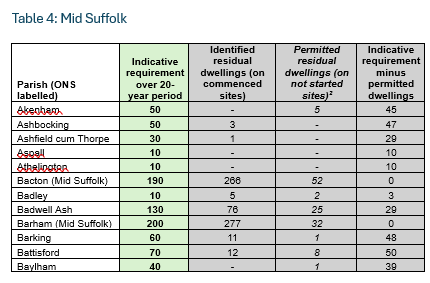 Table 4: Mid Suffolk
Parish (ONS labelled) Indicative requirement over 20-year period Identified residual dwellings (on commenced sites) Permitted residual dwellings (on not started sites)² Indicative requirement minus permitted dwellings
Akenham 50 - 5 45
Ashbocking 50 3 - 47
Ashfield cum Thorpe 30 1 - 29
Aspall 10 - - 10
Athelington 10 - - 10
Bacton (Mid Suffolk) 190 266 52 0
Badley 10 5 2 3
Badwell Ash 130 76 25 29
Barham (Mid Suffolk) 200 277 32 0
Barking 60 11 1 48
Battisford 70 12 8 50
Baylham 40 - 1 39